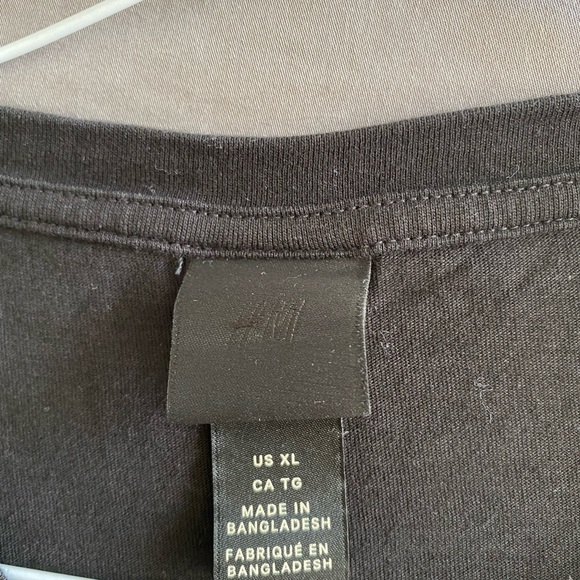 H&M
US XL
CA TG
MADE IN
BANGLADESH
FABRIQUÉ EN
BANGLADESH